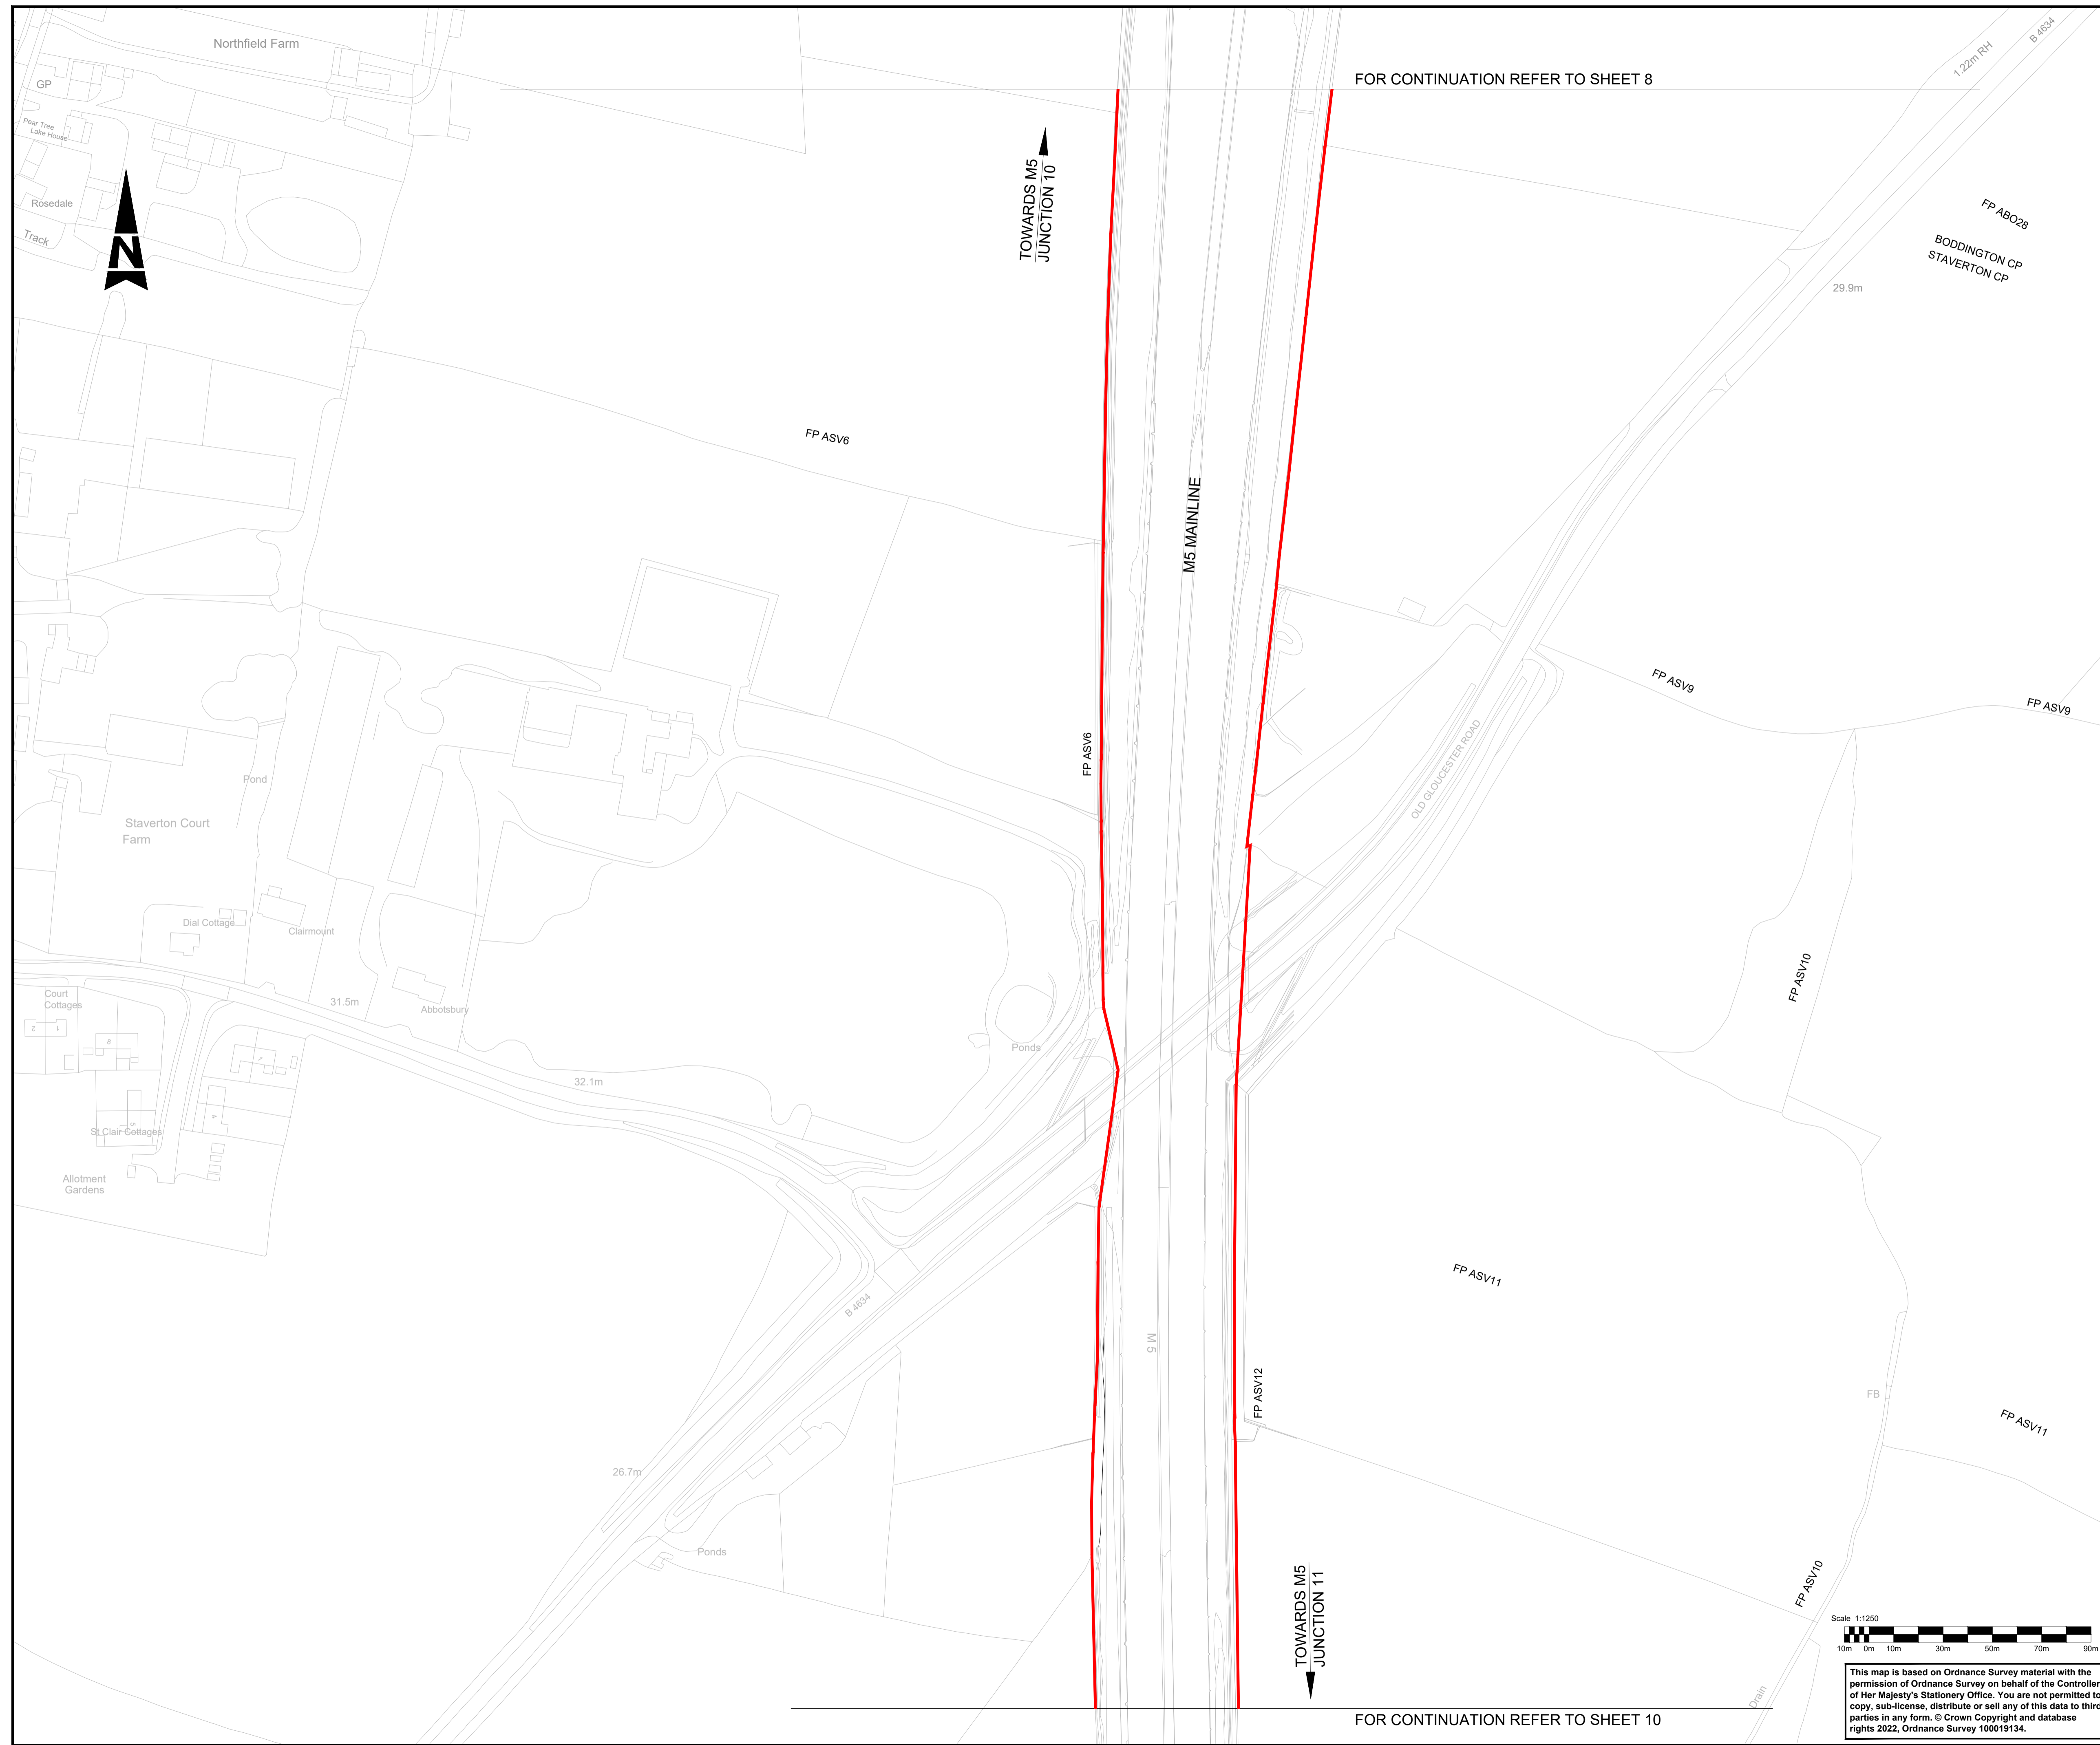 Northfield Farm
GP
Pear Tree
Lake House
Rosedale
Track
N
FOR CONTINUATION REFER TO SHEET 8
1.22m RH
B 4634
TOWARDS M5
JUNCTION 10
FP ABO28
BODDINGTON CP
STAVERTON CP
29.9m
FP ASV6
M5 MAINLINE
FP ASV6
FP ASV9
FP ASV9
OLD GLOUCESTER ROAD
Pond
Staverton Court
Farm
Dial Cottage
Clairmount
Court
Cottages
31.5m
Abbotsbury
FP ASV10
Ponds
32.1m
St Clair Cottages
Allotment
Gardens
B 4634
M 5
FP ASV11
FP ASV12
FB
FP ASV11
26.7m
Ponds
TOWARDS M5
JUNCTION 11
FP ASV10
Drain
Scale 1:1250
10m 0m 10m 30m 50m 70m 90m
This map is based on Ordnance Survey material with the
permission of Ordnance Survey on behalf of the Controller
of Her Majesty's Stationery Office. You are not permitted to
copy, sub-license, distribute or sell any of this data to third
parties in any form. © Crown Copyright and database
rights 2022, Ordnance Survey 100019134.
FOR CONTINUATION REFER TO SHEET 10